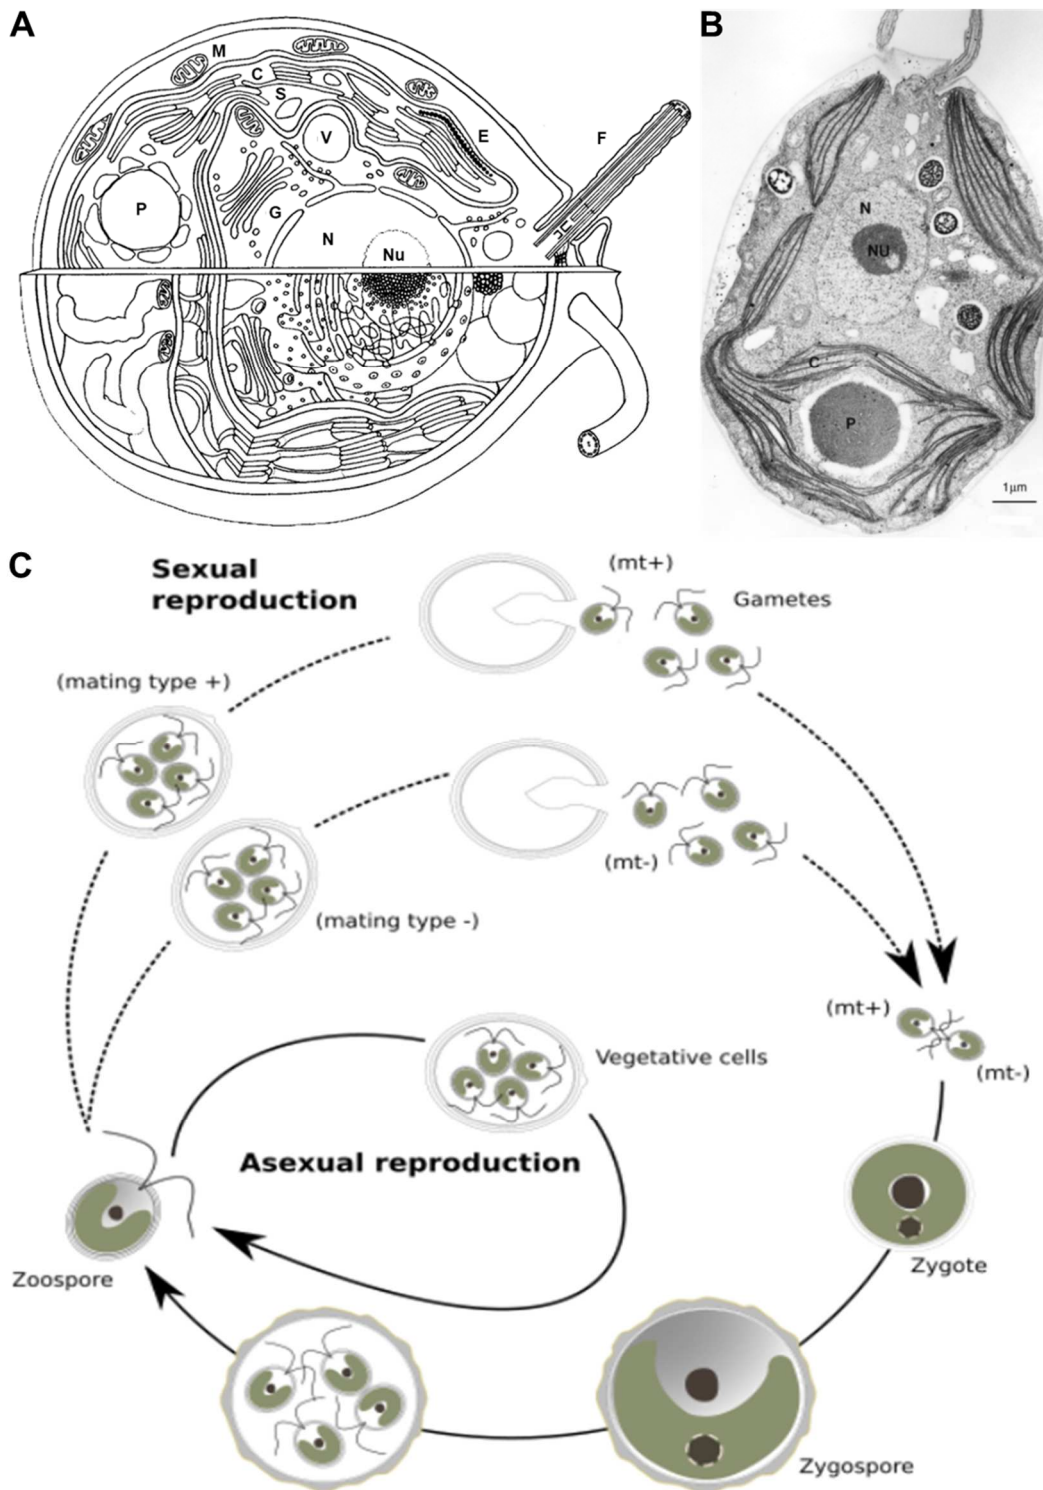 A
M
C
S
V
E
F
P
G
N
Nu
B
N
NU
C
P
1μm
C
Sexual
reproduction
(mt+)
Gametes
(mating type +)
(mt-)
(mating type -)
(mt+)
(mt-)
Vegetative cells
Asexual reproduction
Zoospore
Zygote
Zygospore